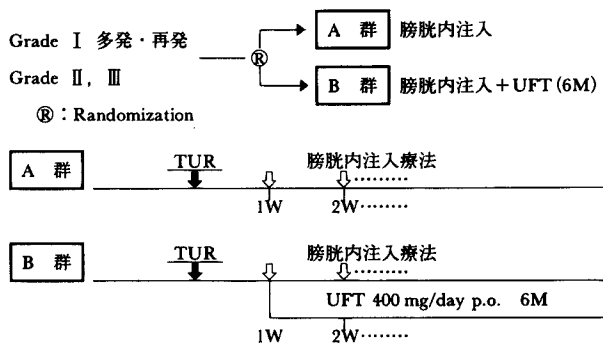 Grade Ⅰ 多発・再発
Grade Ⅱ, Ⅲ
Ⓡ
Ⓡ：Randomization
A 群 膀胱内注入
B 群 膀胱内注入＋UFT (6M)
A 群
TUR
膀胱内注入療法
1W
2W········
B 群
TUR
膀胱内注入療法
UFT 400 mg/day p.o. 6M
1W
2W········